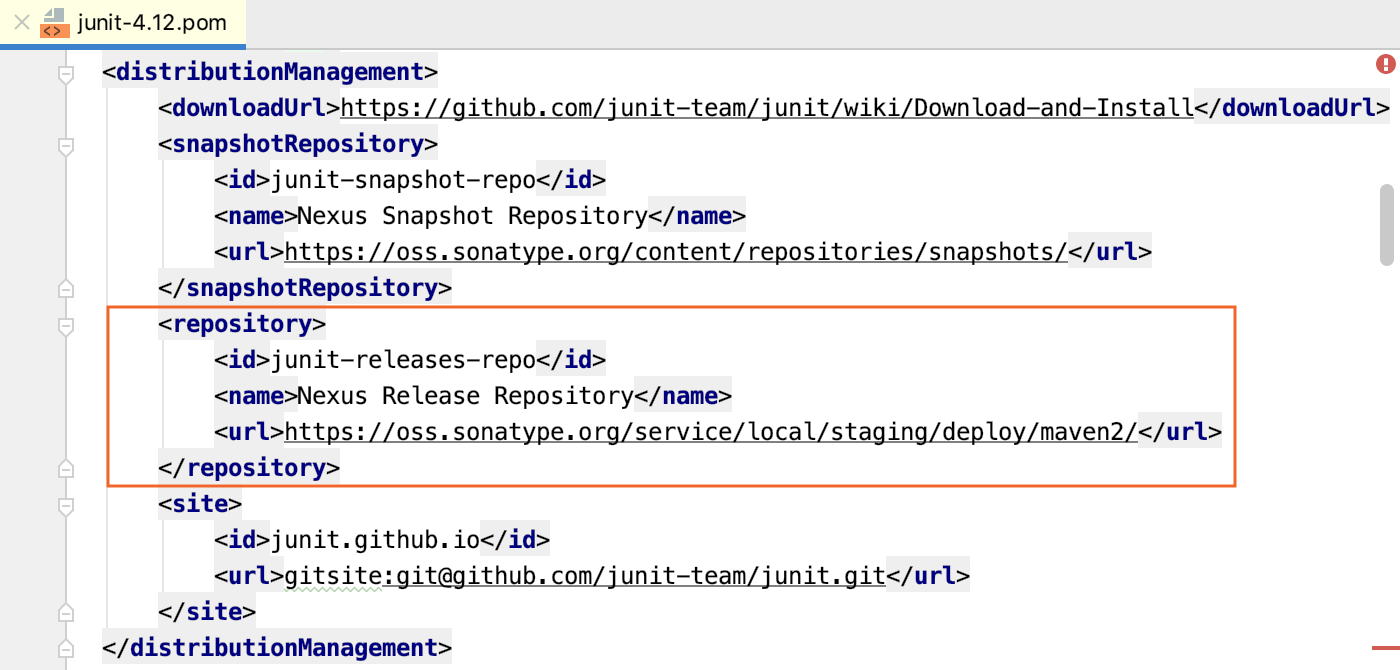 junit-4.12.pom
<distributionManagement>
<downloadUrl>https://github.com/junit-team/junit/wiki/Download-and-Install</downloadUrl>
<snapshotRepository>
<id>junit-snapshot-repo</id>
<name>Nexus Snapshot Repository</name>
<url>https://oss.sonatype.org/content/repositories/snapshots/</url>
</snapshotRepository>
<repository>
<id>junit-releases-repo</id>
<name>Nexus Release Repository</name>
<url>https://oss.sonatype.org/service/local/staging/deploy/maven2/</url>
</repository>
<site>
<id>junit.github.io</id>
<url>gitsite:git@github.com/junit-team/junit.git</url>
</site>
</distributionManagement>